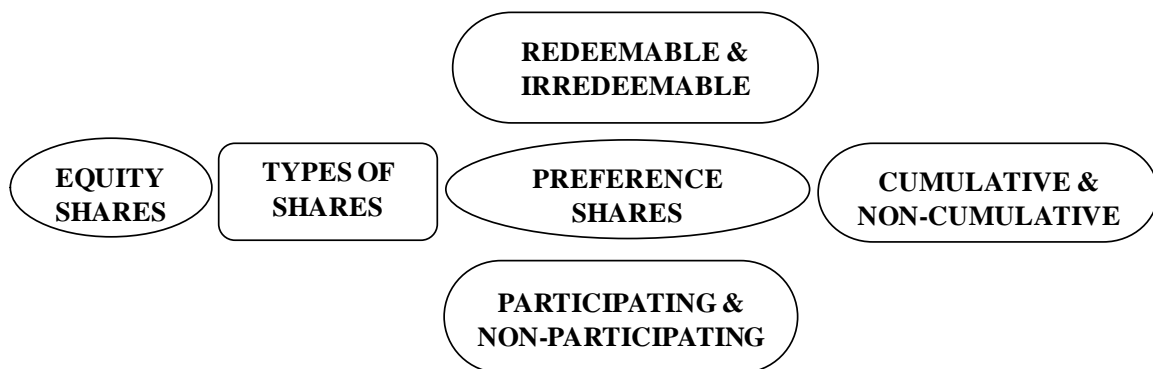 REDEEMABLE &
IRREDEEMABLE
EQUITY
SHARES
TYPES OF
SHARES
PREFERENCE
SHARES
CUMULATIVE &
NON-CUMULATIVE
PARTICIPATING &
NON-PARTICIPATING